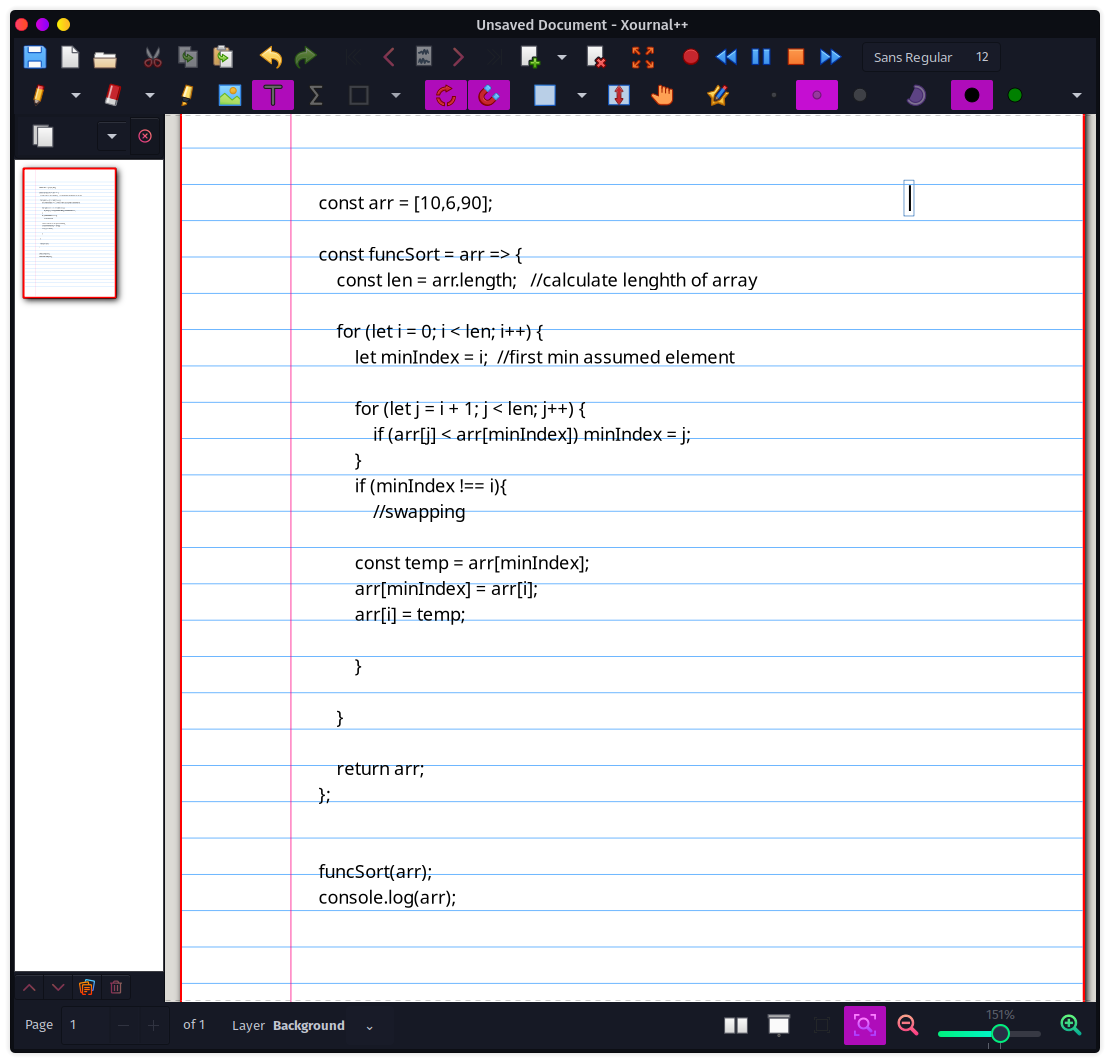 Unsaved Document - Xournal++
Sans Regular 12
const arr = [10,6,90];
const funcSort = arr => {
const len = arr.length;   //calculate lenghth of array
for (let i = 0; i < len; i++) {
let minIndex = i;  //first min assumed element
for (let j = i + 1; j < len; j++) {
if (arr[j] < arr[minIndex]) minIndex = j;
}
if (minIndex !== i){
//swapping
const temp = arr[minIndex];
arr[minIndex] = arr[i];
arr[i] = temp;
}
}
return arr;
};
funcSort(arr);
console.log(arr);
Page 1 of 1 Layer Background 151%